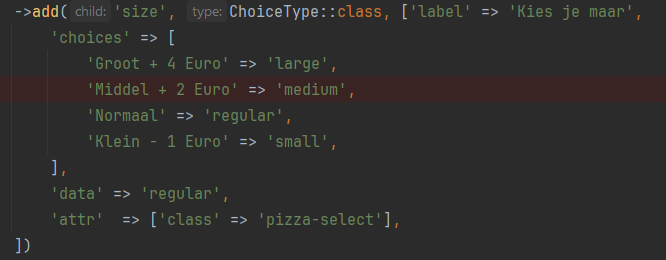 ->add( child: 'size', type: ChoiceType::class, ['label' => 'Kies je maar',
'choices' => [
'Groot + 4 Euro' => 'large',
'Middel + 2 Euro' => 'medium',
'Normaal' => 'regular',
'Klein - 1 Euro' => 'small',
],
'data' => 'regular',
'attr'  => ['class' => 'pizza-select'],
])